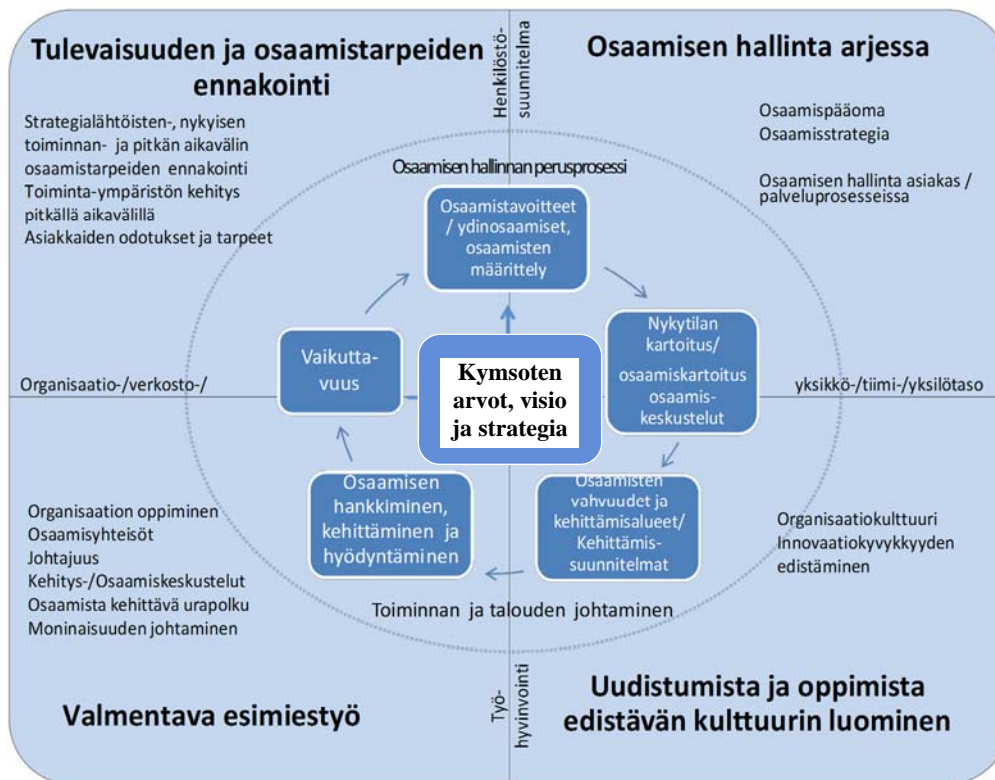 Tulevaisuuden ja osaamistarpeiden
ennakointi
Strategialähtöisten-, nykyisen
toiminnan- ja pitkän aikavälin
osaamistarpeiden ennakointi
Toiminta-ympäristön kehitys
pitkällä aikavälillä
Asiakkaiden odotukset ja tarpeet
Henkilöstö-
suunnitelma
Osaamisen hallinta arjessa
Osaamispääoma
Osaamisstrategia
Osaamisen hallinta asiakas /
palveluprosesseissa
Osaamisen hallinnan perusprosessi
Osaamistavoitteet
/ ydinosaamiset,
osaamisten
määrittely
Nykytilan
kartoitus/
osaamiskartoitus
osaamis-
keskustelut
Vaikutta-
vuus
Kymsoten
arvot, visio
ja strategia
Organisaatio-/verkosto-/
yksikkö-/tiimi-/yksilötaso
Osaamisen
hankkiminen,
kehittäminen ja
hyödyntäminen
Osaamisten
vahvuudet ja
kehittämisalueet/
Kehittämis-
suunnitelmat
Organisaation oppiminen
Osaamisyhteisöt
Johtajuus
Kehitys-/Osaamiskeskustelut
Osaamista kehittävä urapolku
Moninaisuuden johtaminen
Organisaatiokulttuuri
Innovaatiokyvykkyyden
edistäminen
Toiminnan ja talouden johtaminen
Valmentava esimiestyö
Työ-
hyvinvointi
Uudistumista ja oppimista
edistävän kulttuurin luominen